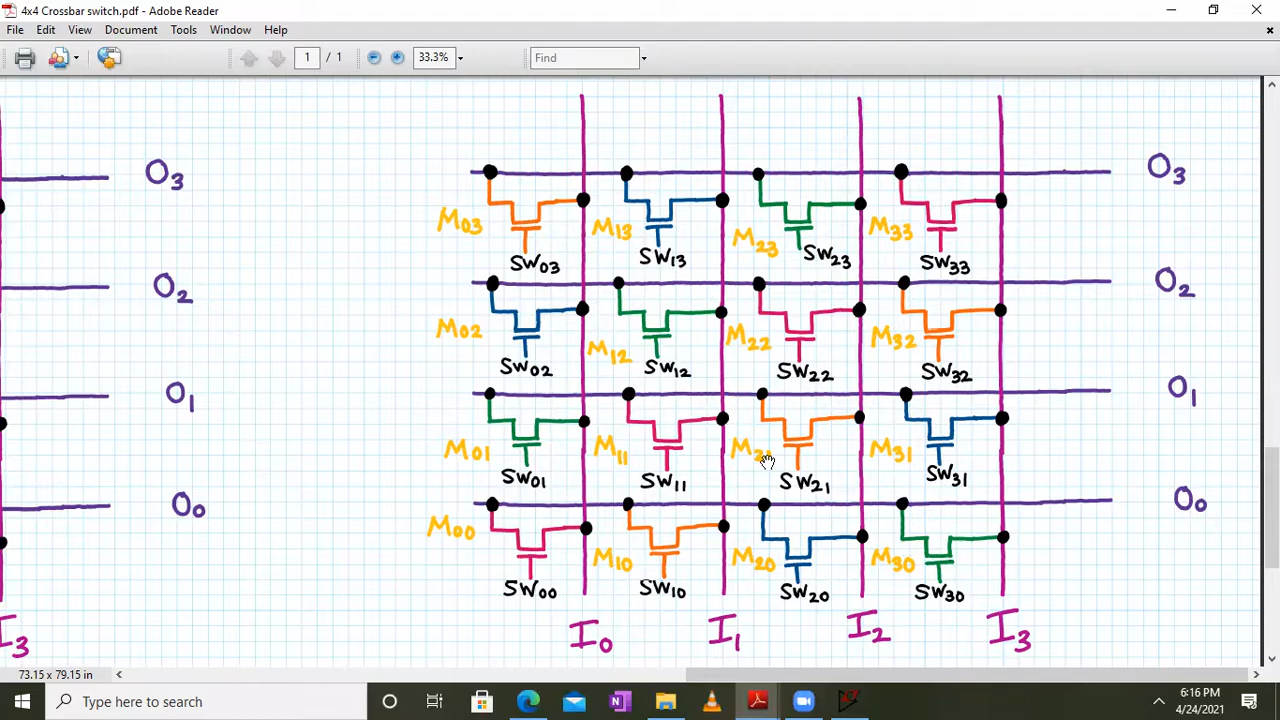 4x4 Crossbar switch.pdf - Adobe Reader
File Edit View Document Tools Window Help
1 / 1 33.3% Find
O3 O3
M03 M13 M23 M33
SW03 SW13 SW23 SW33
O2 O2
M02 M12 M22 M32
SW02 SW12 SW22 SW32
O1 O1
M01 M11 M21 M31
SW01 SW11 SW21 SW31
O0 O0
M00 M10 M20 M30
SW00 SW10 SW20 SW30
I3 I0 I1 I2 I3
73.15 x 79.15 in
Type here to search
6:16 PM
4/24/2021